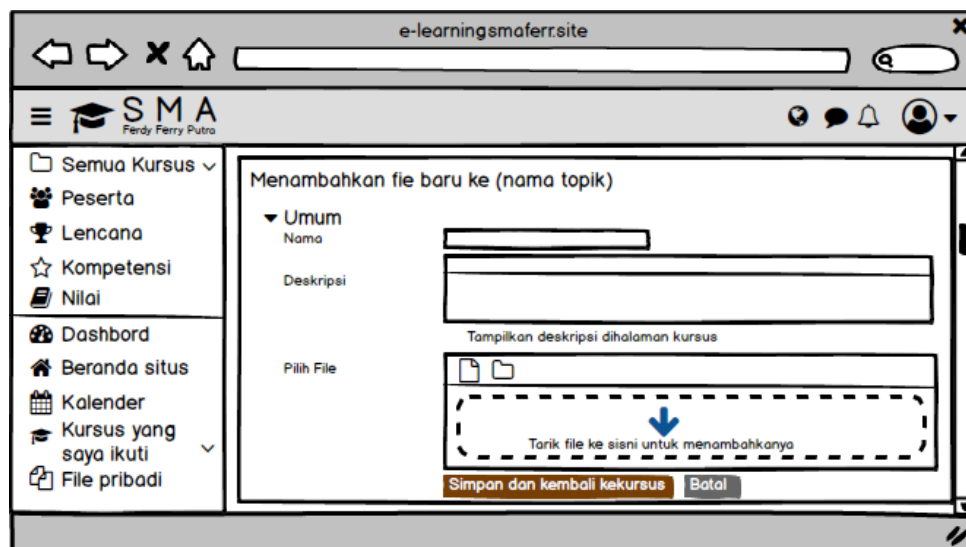 e-learningsmaferr.site
S M A
Ferdy Ferry Putra
Semua Kursus
Peserta
Lencana
Kompetensi
Nilai
Dashbord
Beranda situs
Kalender
Kursus yang
saya ikuti
File pribadi
Menambahkan fie baru ke (nama topik)
Umum
Nama
Deskripsi
Tampilkan deskripsi dihalaman kursus
Pilih File
Tarik file ke sisni untuk menambahkanya
Simpan dan kembali kekursus
Batal